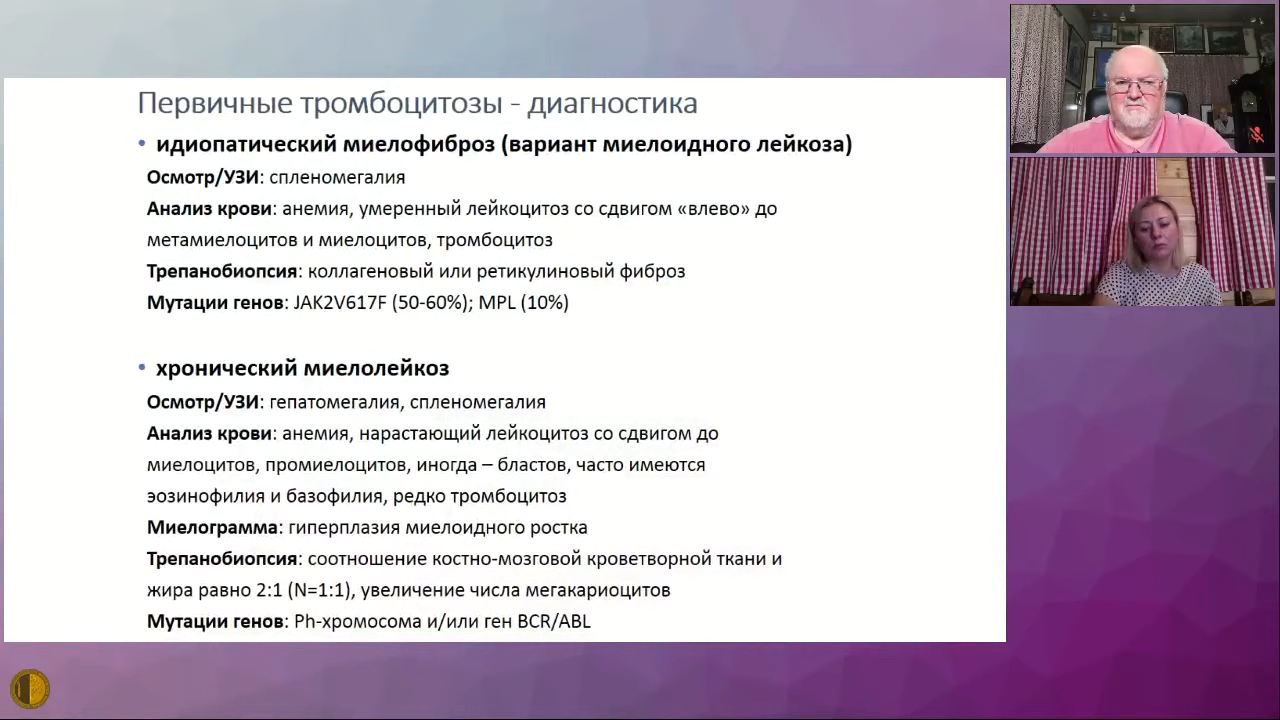 Первичные тромбоцитозы - диагностика
• идиопатический миелофиброз (вариант миелоидного лейкоза)
Осмотр/УЗИ: спленомегалия
Анализ крови: анемия, умеренный лейкоцитоз со сдвигом «влево» до
метамиелоцитов и миелоцитов, тромбоцитоз
Трепанобиопсия: коллагеновый или ретикулиновый фиброз
Мутации генов: JAK2V617F (50-60%); MPL (10%)
• хронический миелолейкоз
Осмотр/УЗИ: гепатомегалия, спленомегалия
Анализ крови: анемия, нарастающий лейкоцитоз со сдвигом до
миелоцитов, промиелоцитов, иногда – бластов, часто имеются
эозинофилия и базофилия, редко тромбоцитоз
Миелограмма: гиперплазия миелоидного ростка
Трепанобиопсия: соотношение костно-мозговой кроветворной ткани и
жира равно 2:1 (N=1:1), увеличение числа мегакариоцитов
Мутации генов: Ph-хромосома и/или ген BCR/ABL